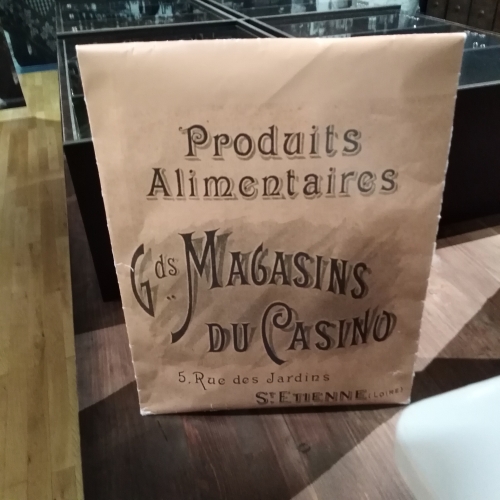 Produits
Alimentaires
Gds MAGASINS
DU CASINO
5, Rue des Jardins
ST ETIENNE (LOIRE)